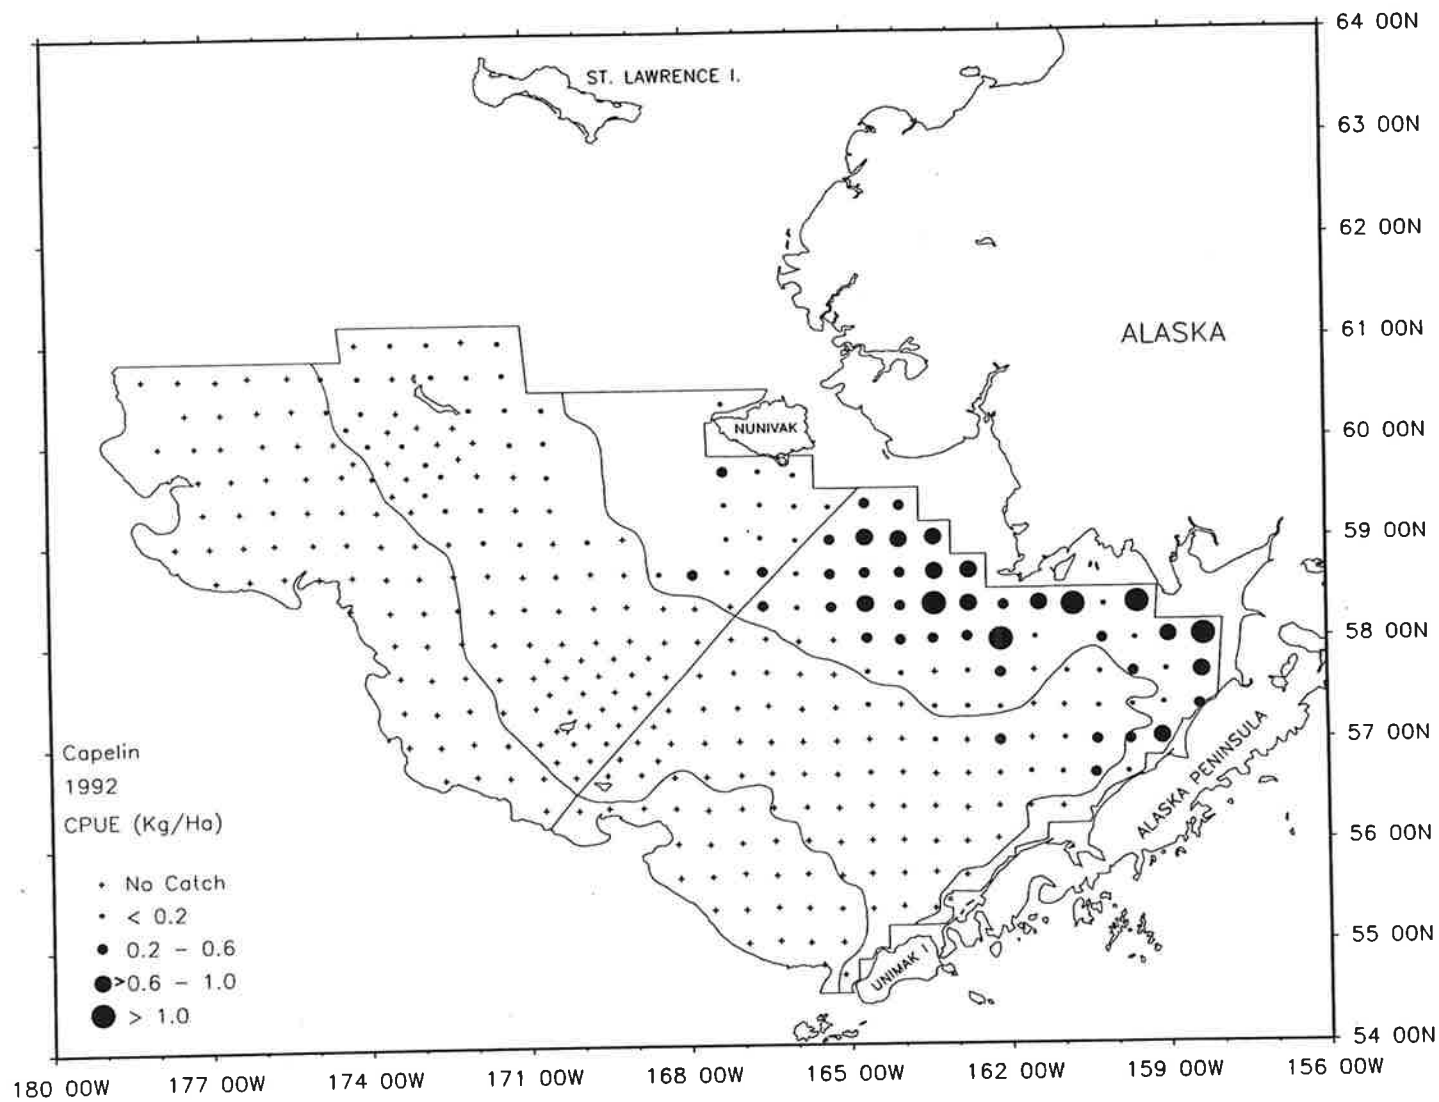 64 00N
ST. LAWRENCE I.
63 00N
62 00N
ALASKA
61 00N
NUNIVAK
60 00N
59 00N
58 00N
57 00N
Capelin
1992
CPUE (Kg/Ha)
ALASKA PENINSULA
56 00N
+ No Catch
• < 0.2
● 0.2 - 0.6
●>0.6 - 1.0
● > 1.0
55 00N
UNIMAK I
54 00N
180 00W 177 00W 174 00W 171 00W 168 00W 165 00W 162 00W 159 00W 156 00W